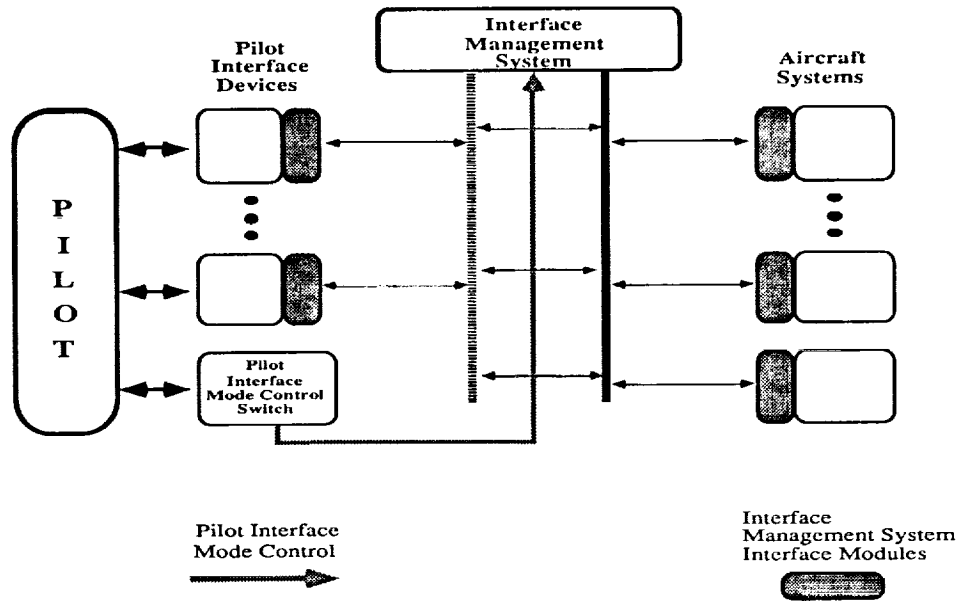 Interface
Management
System
Pilot
Interface
Devices
Aircraft
Systems
PILOT
Pilot
Interface
Mode Control
Switch
Pilot Interface
Mode Control
Interface
Management System
Interface Modules